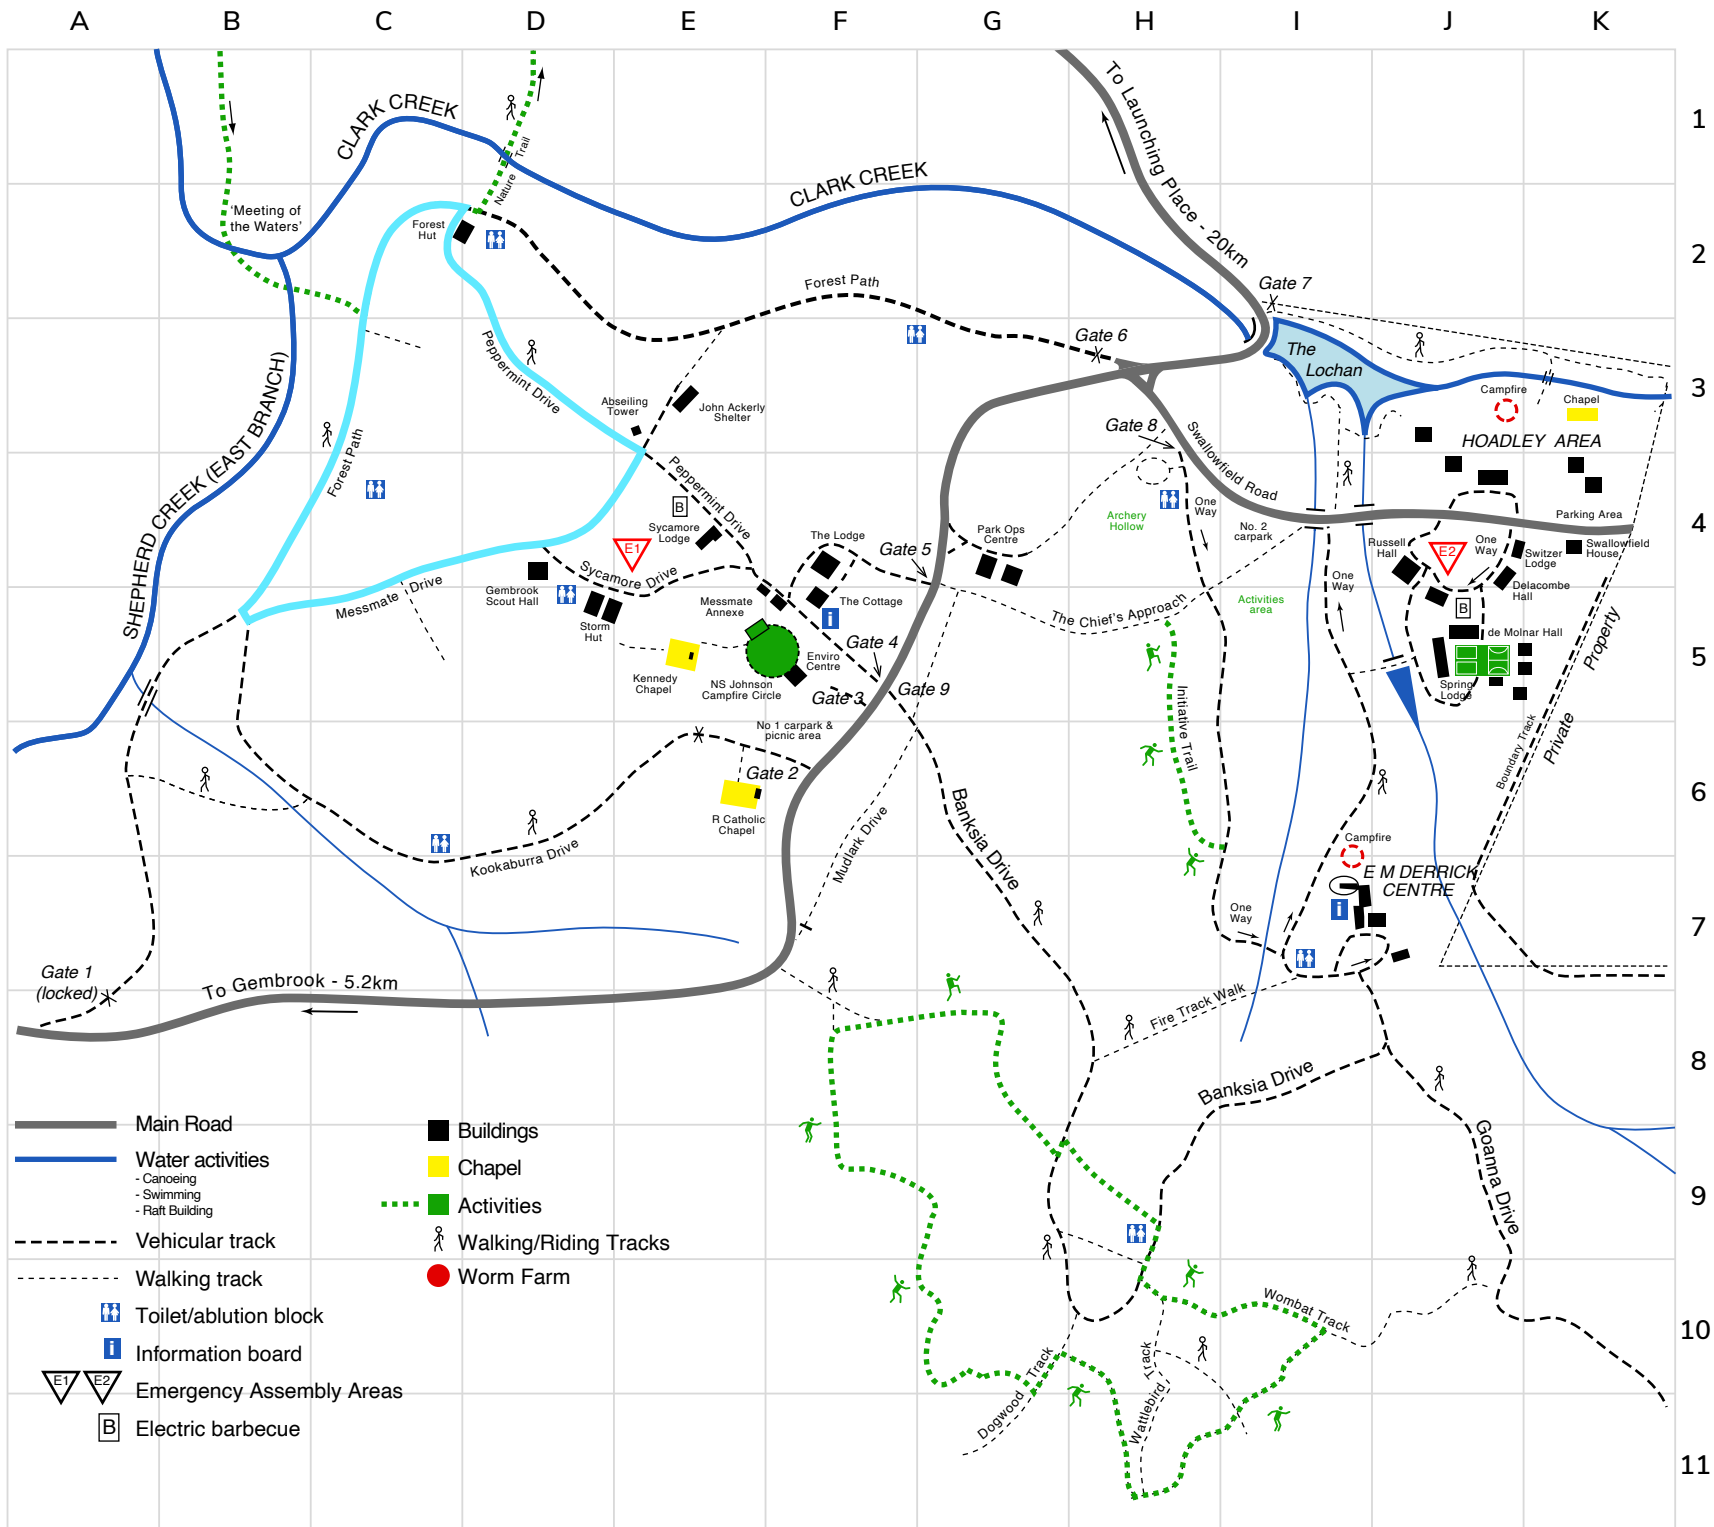 A B C D E F G H I J K
1
2
3
4
5
6
7
8
9
10
11
CLARK CREEK
Nature Trail
'Meeting of
the Waters'
Forest
Hut
CLARK CREEK
To Launching Place - 20km
Gate 7
Forest Path
Gate 6
The
Lochan
Peppermint Drive
Abseiling
Tower
John Ackerly
Shelter
Campfire
Chapel
HOADLEY AREA
Gate 8
Swallowfield Road
SHEPHERD CREEK (EAST BRANCH)
Forest Path
Peppermint Drive
B
Sycamore
Lodge
E1
The Lodge
Gate 5
Park Ops
Centre
Archery
Hollow
One
Way
No. 2
carpark
Parking Area
Russell
Hall
E2
One
Way
Switzer
Lodge
Swallowfield
House
Delacombe
Hall
Gembrook
Scout Hall
Sycamore Drive
Messmate Drive
Storm
Hut
Messmate
Annexe
The Cottage
i
The Chief's Approach
Activities
area
One
Way
B
de Molnar Hall
Spring
Lodge
Property
Private
Boundary Track
Kennedy
Chapel
NS Johnson
Campfire Circle
Enviro
Centre
Gate 4
Gate 3
Gate 9
Initiative Trail
No 1 carpark &
picnic area
Gate 2
R Catholic
Chapel
Kookaburra Drive
Mudlark Drive
Banksia Drive
Campfire
E M DERRICK
CENTRE
i
One
Way
Gate 1
(locked)
To Gembrook - 5.2km
Fire Track Walk
Banksia Drive
Goanna Drive
Wombat Track
Dogwood Track
Wattlebird Track
Main Road
Water activities
- Canoeing
- Swimming
- Raft Building
Vehicular track
Walking track
Toilet/ablution block
i Information board
E1 E2 Emergency Assembly Areas
B Electric barbecue
Buildings
Chapel
Activities
Walking/Riding Tracks
Worm Farm